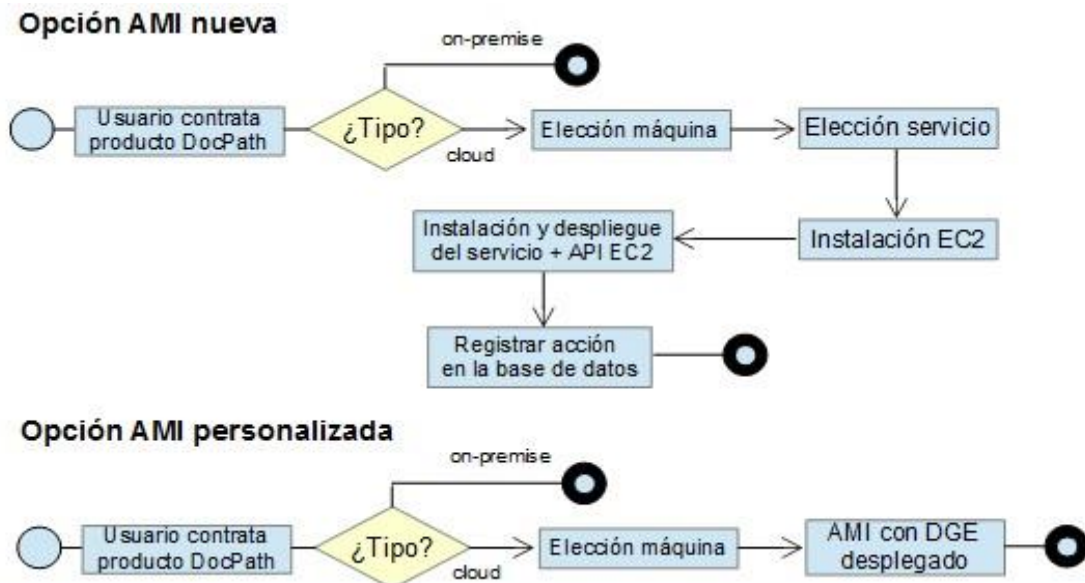 Opción AMI nueva
on-premise
Usuario contrata
producto DocPath
¿Tipo?
cloud
Elección máquina
Elección servicio
Instalación y despliegue
del servicio + API EC2
Instalación EC2
Registrar acción
en la base de datos
Opción AMI personalizada
on-premise
Usuario contrata
producto DocPath
¿Tipo?
cloud
Elección máquina
AMI con DGE
desplegado